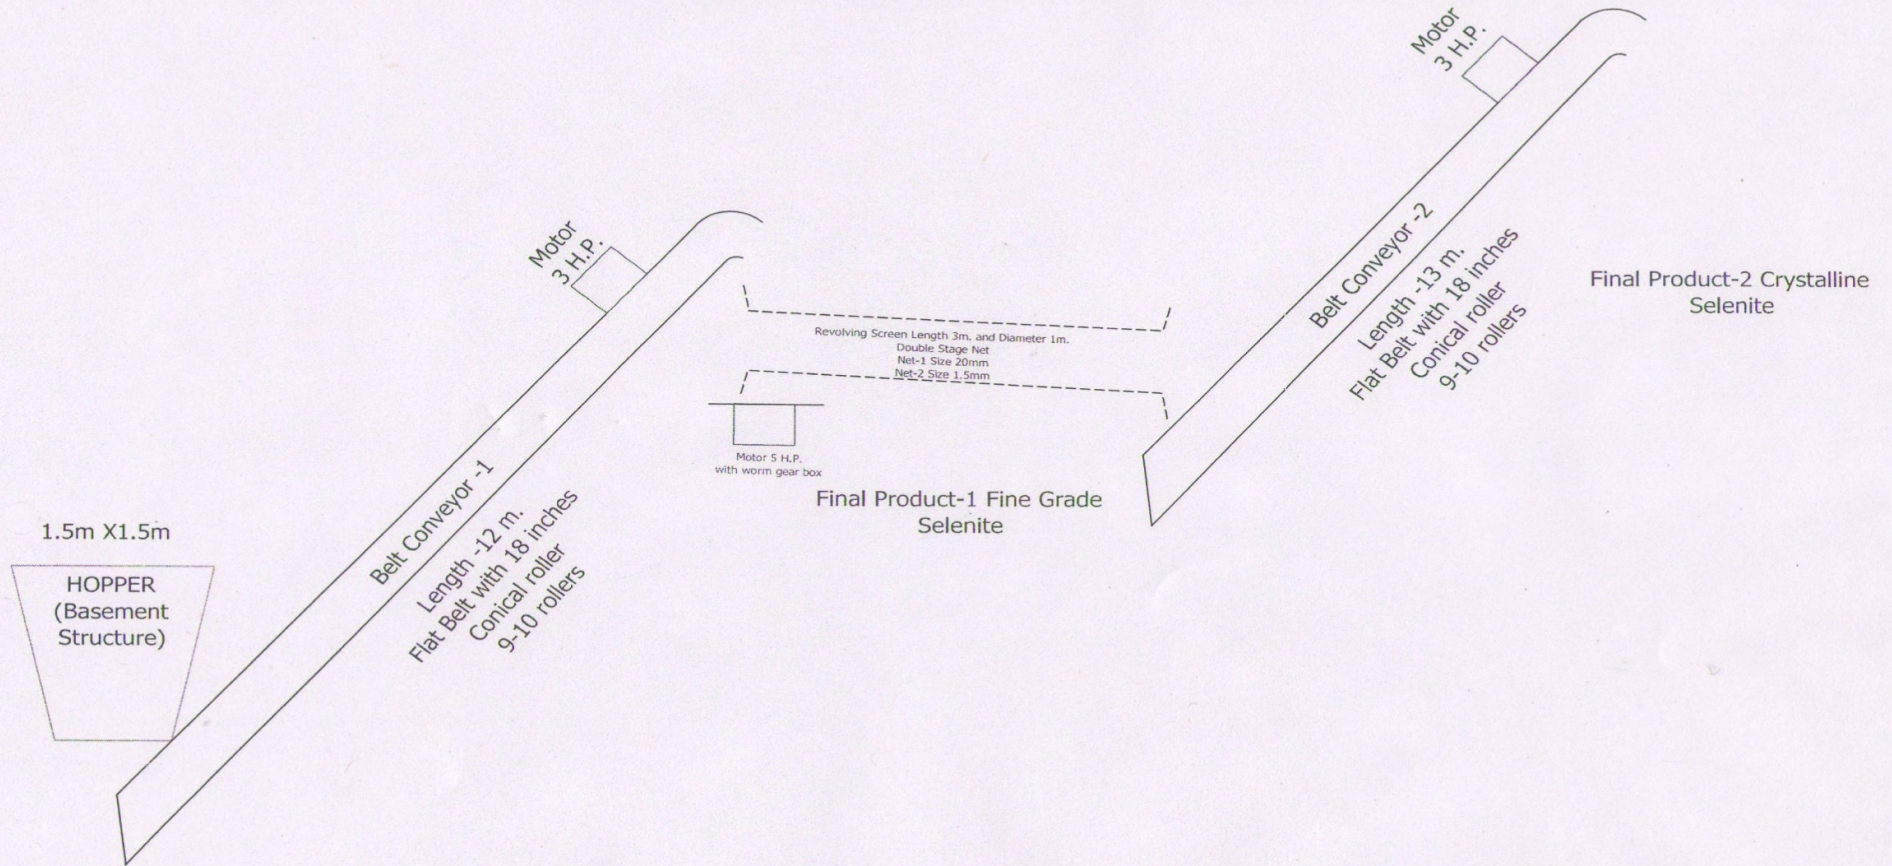 1.5m X1.5m
HOPPER
(Basement
Structure)
Belt Conveyor -1
Length -12 m.
Flat Belt with 18 inches
Conical roller
9-10 rollers
Motor
3 H.P.
Revolving Screen Length 3m. and Diameter 1m.
Double Stage Net
Net-1 Size 20mm
Net-2 Size 1.5mm
Motor 5 H.P.
with worm gear box
Final Product-1 Fine Grade
Selenite
Motor
3 H.P.
Belt Conveyor -2
Length -13 m.
Flat Belt with 18 inches
Conical roller
9-10 rollers
Final Product-2 Crystalline
Selenite